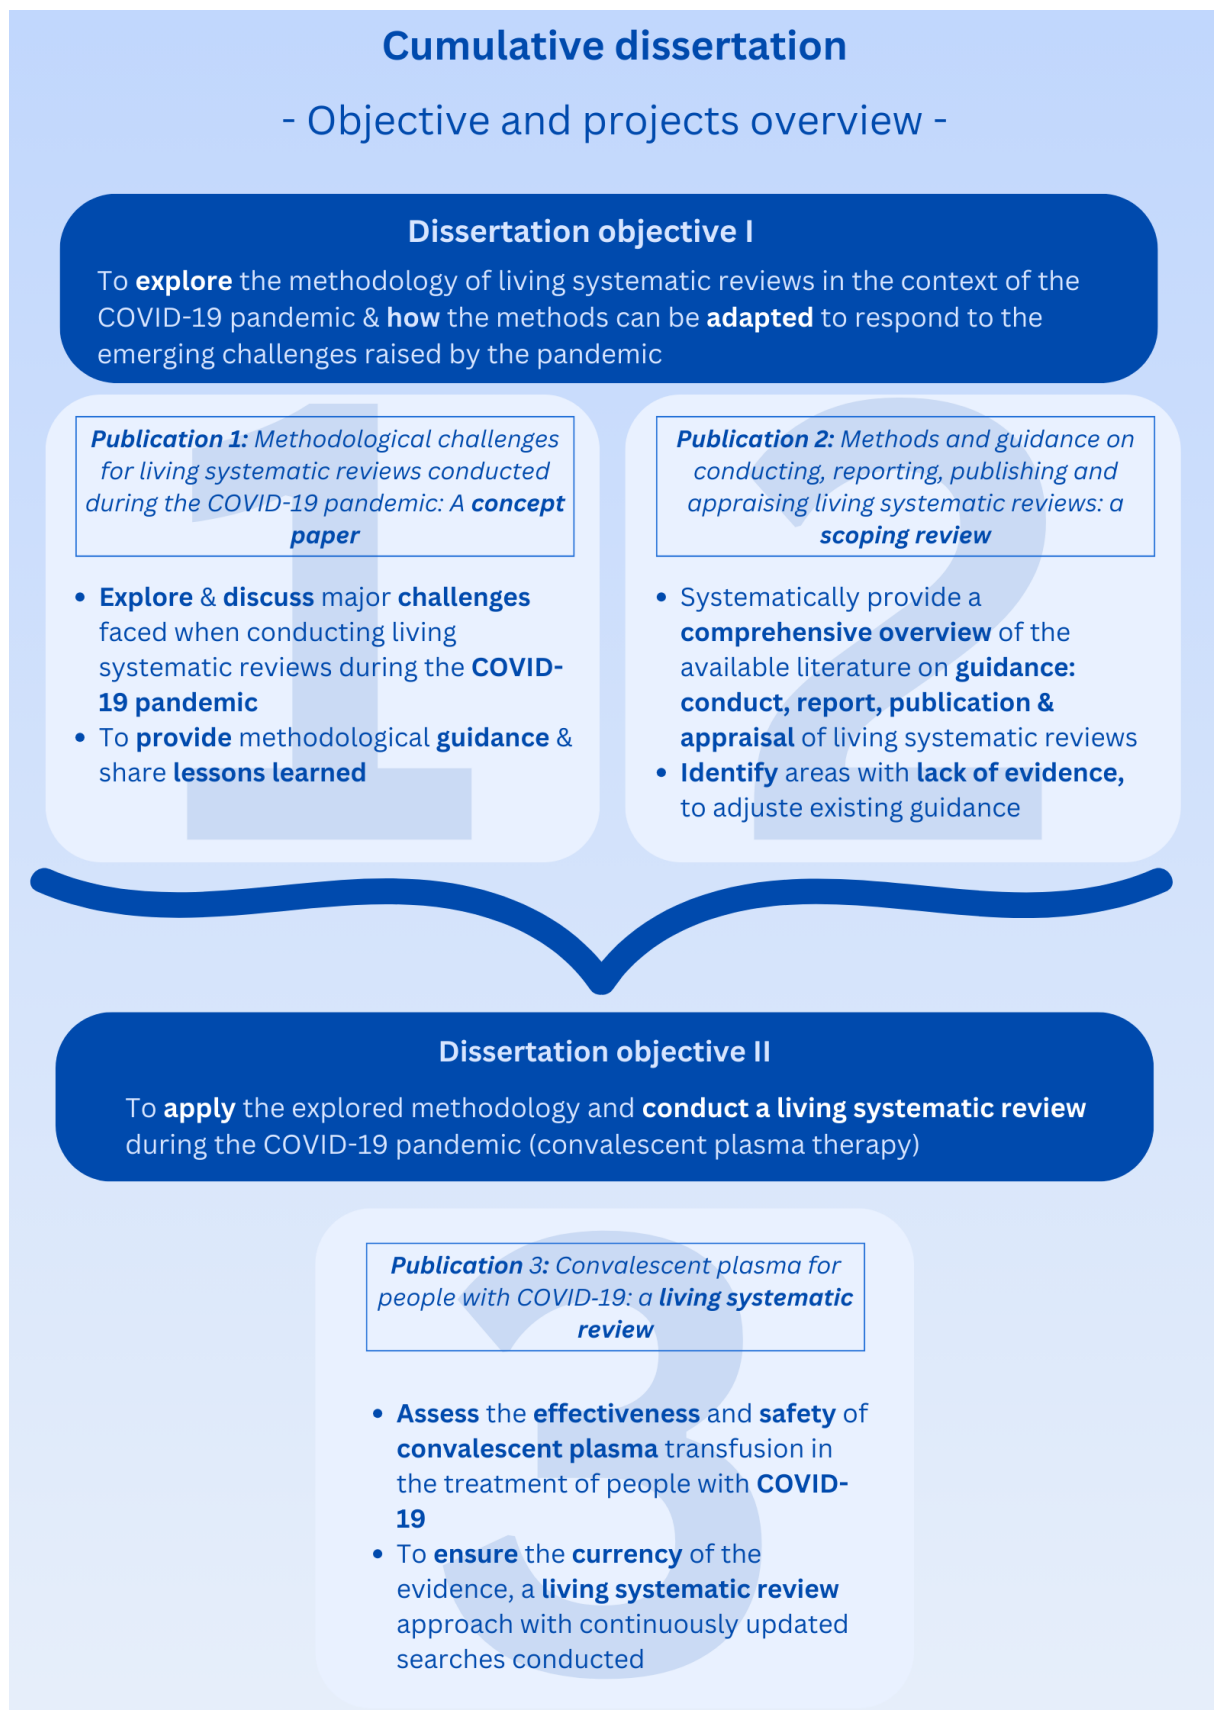 Cumulative dissertation
- Objective and projects overview -
Dissertation objective I
To explore the methodology of living systematic reviews in the context of the
COVID-19 pandemic & how the methods can be adapted to respond to the
emerging challenges raised by the pandemic
1
Publication 1: Methodological challenges
for living systematic reviews conducted
during the COVID-19 pandemic: A concept
paper
• Explore & discuss major challenges
faced when conducting living
systematic reviews during the COVID-
19 pandemic
• To provide methodological guidance &
share lessons learned
2
Publication 2: Methods and guidance on
conducting, reporting, publishing and
appraising living systematic reviews: a
scoping review
• Systematically provide a
comprehensive overview of the
available literature on guidance:
conduct, report, publication &
appraisal of living systematic reviews
• Identify areas with lack of evidence,
to adjuste existing guidance
Dissertation objective II
To apply the explored methodology and conduct a living systematic review
during the COVID-19 pandemic (convalescent plasma therapy)
3
Publication 3: Convalescent plasma for
people with COVID-19: a living systematic
review
• Assess the effectiveness and safety of
convalescent plasma transfusion in
the treatment of people with COVID-
19
• To ensure the currency of the
evidence, a living systematic review
approach with continuously updated
searches conducted